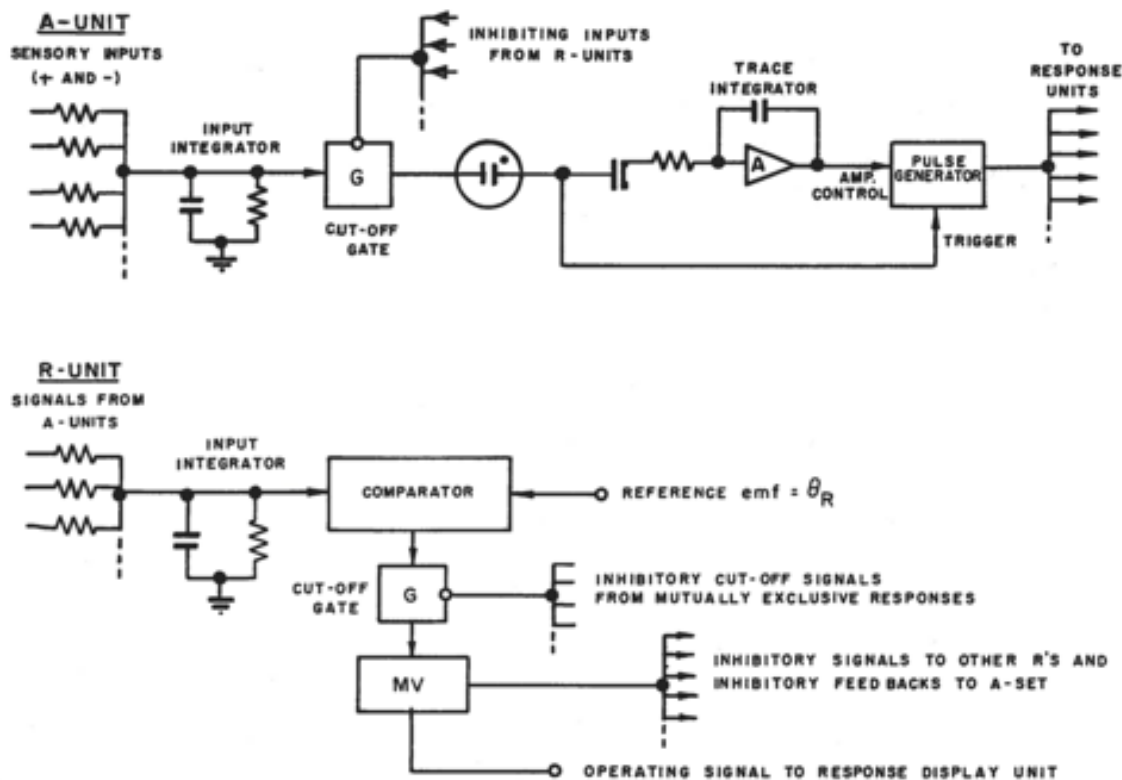 A-UNIT
SENSORY INPUTS
(+ AND -)
INPUT
INTEGRATOR
G
CUT-OFF
GATE
INHIBITING INPUTS
FROM R-UNITS
TRACE
INTEGRATOR
A
AMP.
CONTROL
PULSE
GENERATOR
TRIGGER
TO
RESPONSE
UNITS
R-UNIT
SIGNALS FROM
A-UNITS
INPUT
INTEGRATOR
COMPARATOR
REFERENCE emf = θR
CUT-OFF
GATE
G
INHIBITORY CUT-OFF SIGNALS
FROM MUTUALLY EXCLUSIVE RESPONSES
MV
INHIBITORY SIGNALS TO OTHER R'S AND
INHIBITORY FEEDBACKS TO A-SET
OPERATING SIGNAL TO RESPONSE DISPLAY UNIT